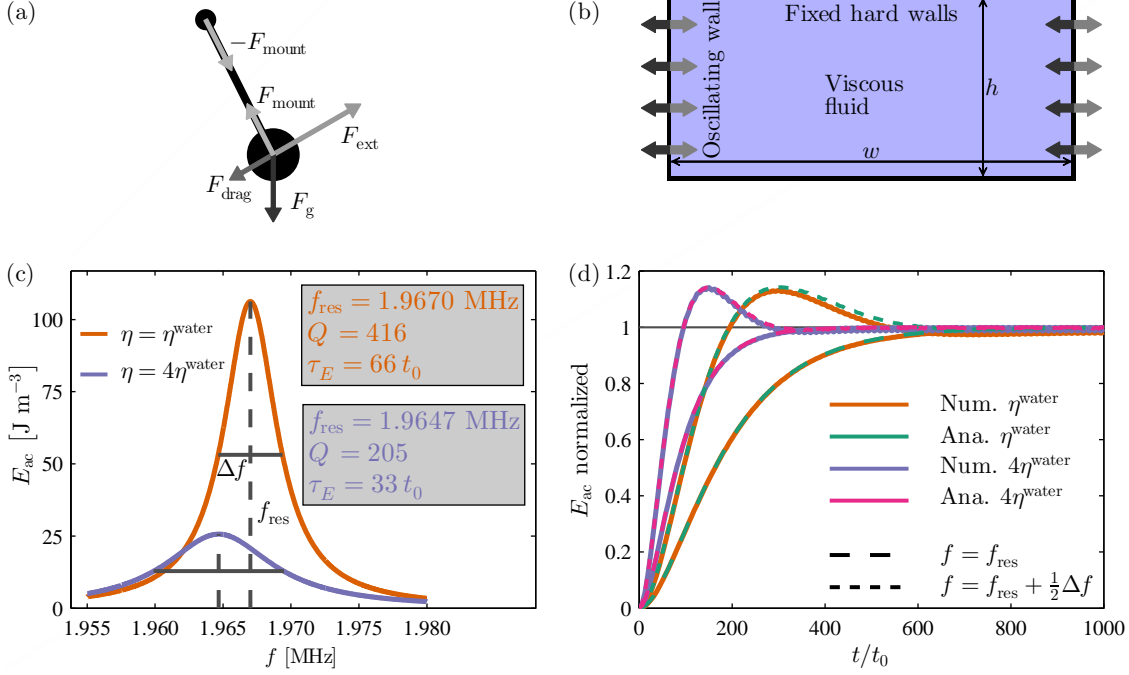 (a)
−F_mount
F_mount
F_ext
F_drag
F_g
(b)
Fixed hard walls
Oscillating wall
Viscous
fluid
h
w
(c)
E_ac [J m⁻³]
100
75
50
25
0
η = η^water
η = 4η^water
f_res = 1.9670 MHz
Q = 416
τ_E = 66 t₀
f_res = 1.9647 MHz
Q = 205
τ_E = 33 t₀
Δf
f_res
1.955 1.960 1.965 1.970 1.975 1.980
f [MHz]
(d)
E_ac normalized
1.2
1
0.8
0.6
0.4
0.2
0
Num. η^water
Ana. η^water
Num. 4η^water
Ana. 4η^water
f = f_res
f = f_res + ½Δf
0 200 400 600 800 1000
t/t₀